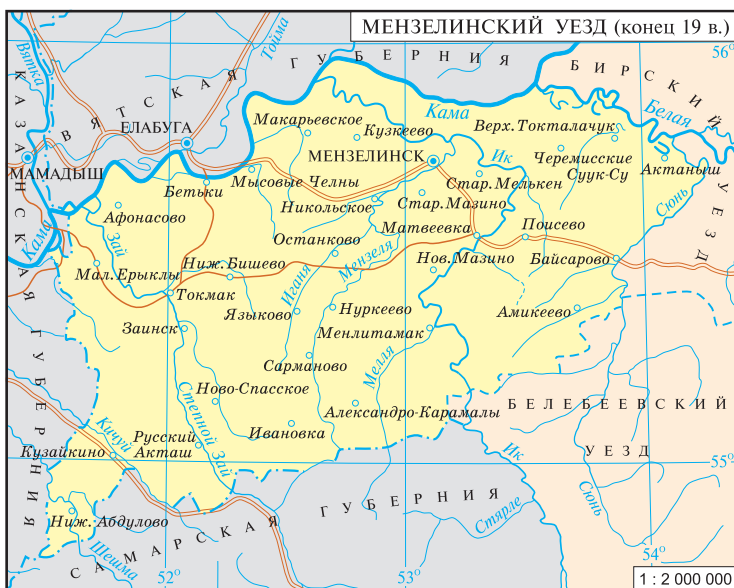 МЕНЗЕЛИНСКИЙ УЕЗД (конец 19 в.)
56°
Вятка
Тойма
ВЯТСКАЯ ГУБЕРНИЯ
БИРСКИЙ УЕЗД
КАЗАНСКАЯ ГУБЕРНИЯ
ЕЛАБУГА
МАМАДЫШ
Макарьевское
Кама
Белая
Кузкеево
Верх.Токталачук
МЕНЗЕЛИНСК
Ик
Черемисские
Суук-Су
Актаныш
Бетьки
Мысовые Челны
Стар.Мелькен
Сюнь
Никольское
Стар.Мазино
Афонасово
Матвеевка
Поисево
Кама
Зай
Останково
Мензеля
Нов.Мазино
Байсарово
Мал.Ерыклы
Ниж.Бишево
Иганя
Токмак
Языково
Нуркеево
Амикеево
Заинск
Менлитамак
Сарманово
Мелля
Ново-Спасское
Степной Зай
Александро-Карамалы
БЕЛЕБЕЕВСКИЙ
УЕЗД
Кичуй
Русский
Акташ
Ивановка
Кузайкино
Ик
55°
Сюнь
Ниж. Абдулово
Стярле
САМАРСКАЯ ГУБЕРНИЯ
Шешма
52°
53°
54°
1 : 2 000 000